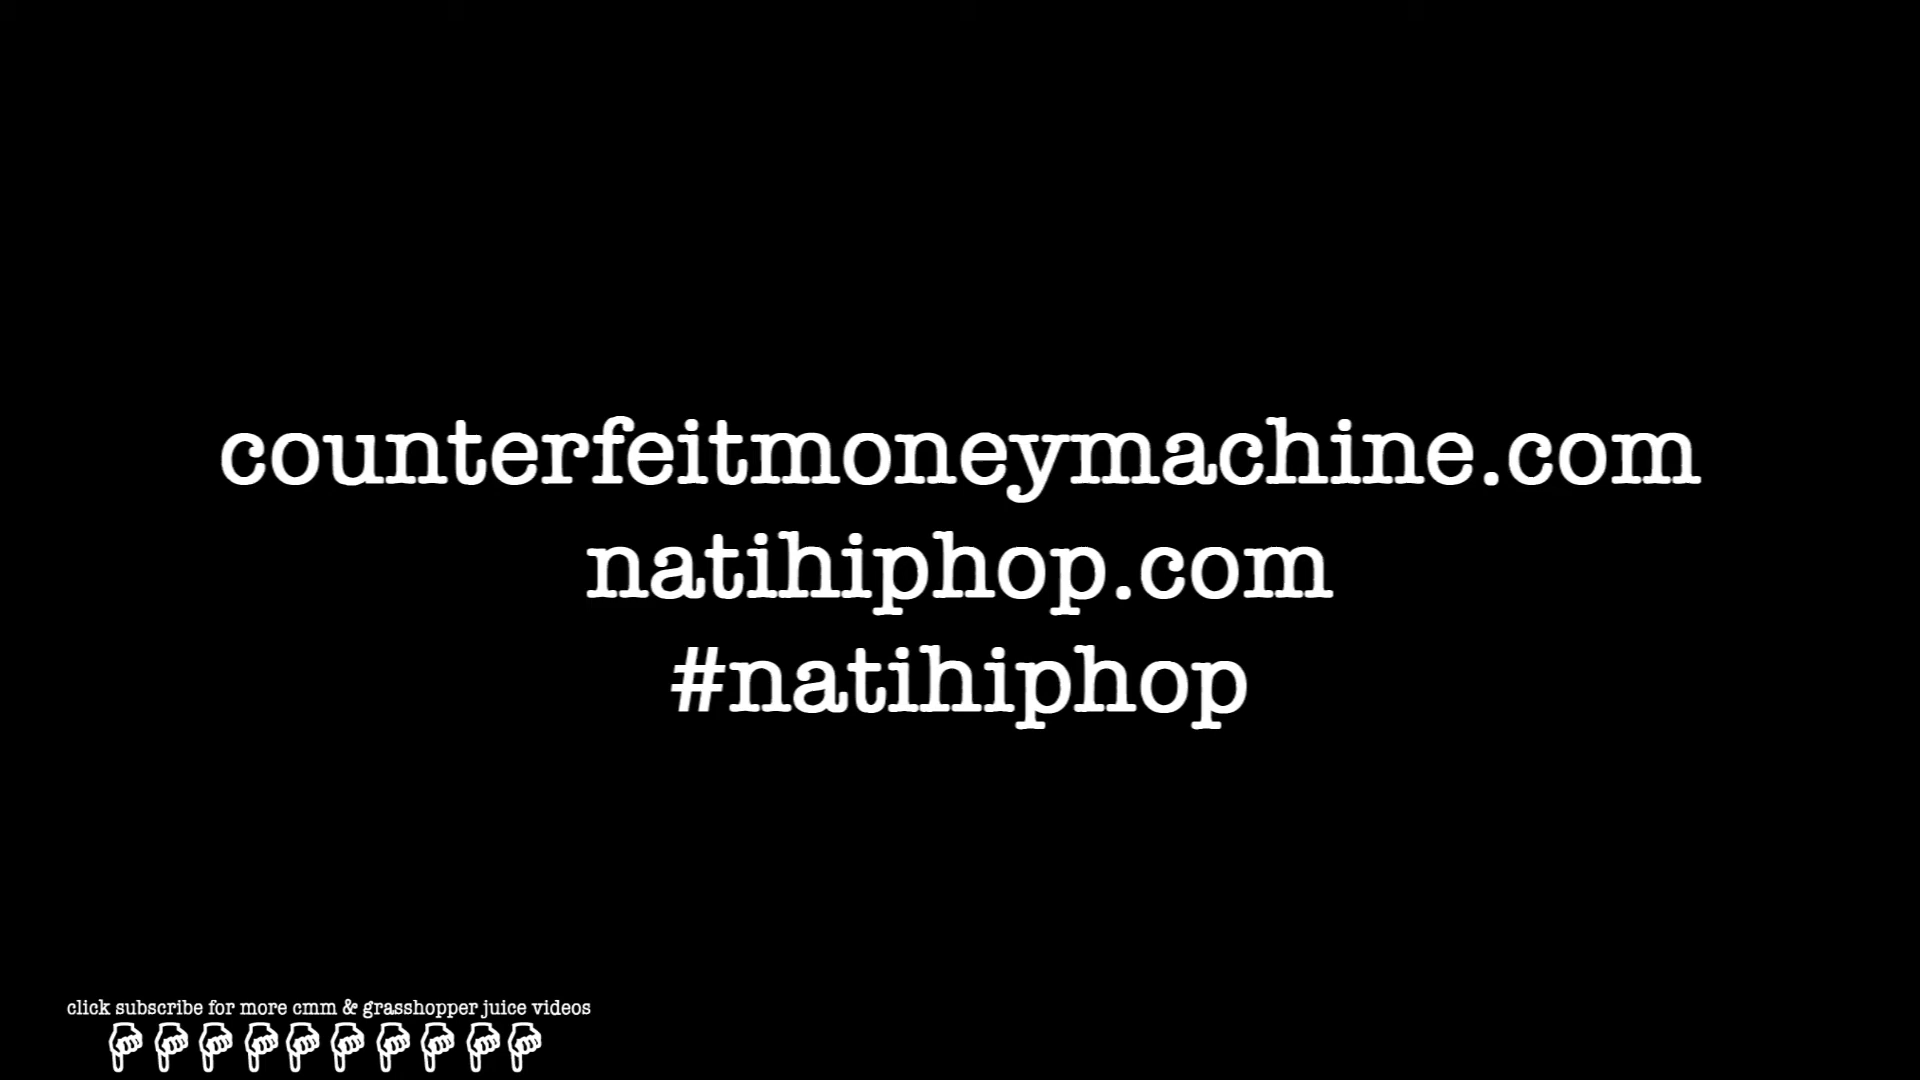 counterfeitmoneymachine.com
natihiphop.com
#natihiphop
click subscribe for more cmm & grasshopper juice videos